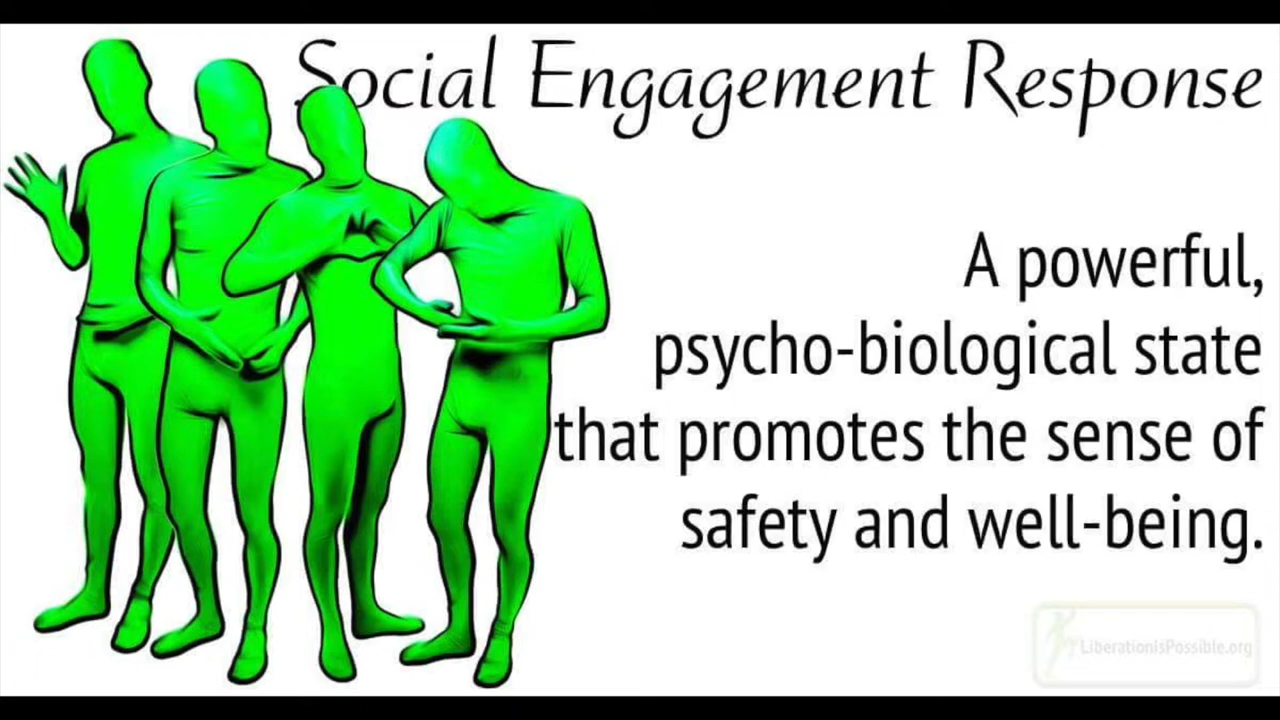 Social Engagement Response
A powerful,
psycho-biological state
that promotes the sense of
safety and well-being.
LiberationIsPossible.org